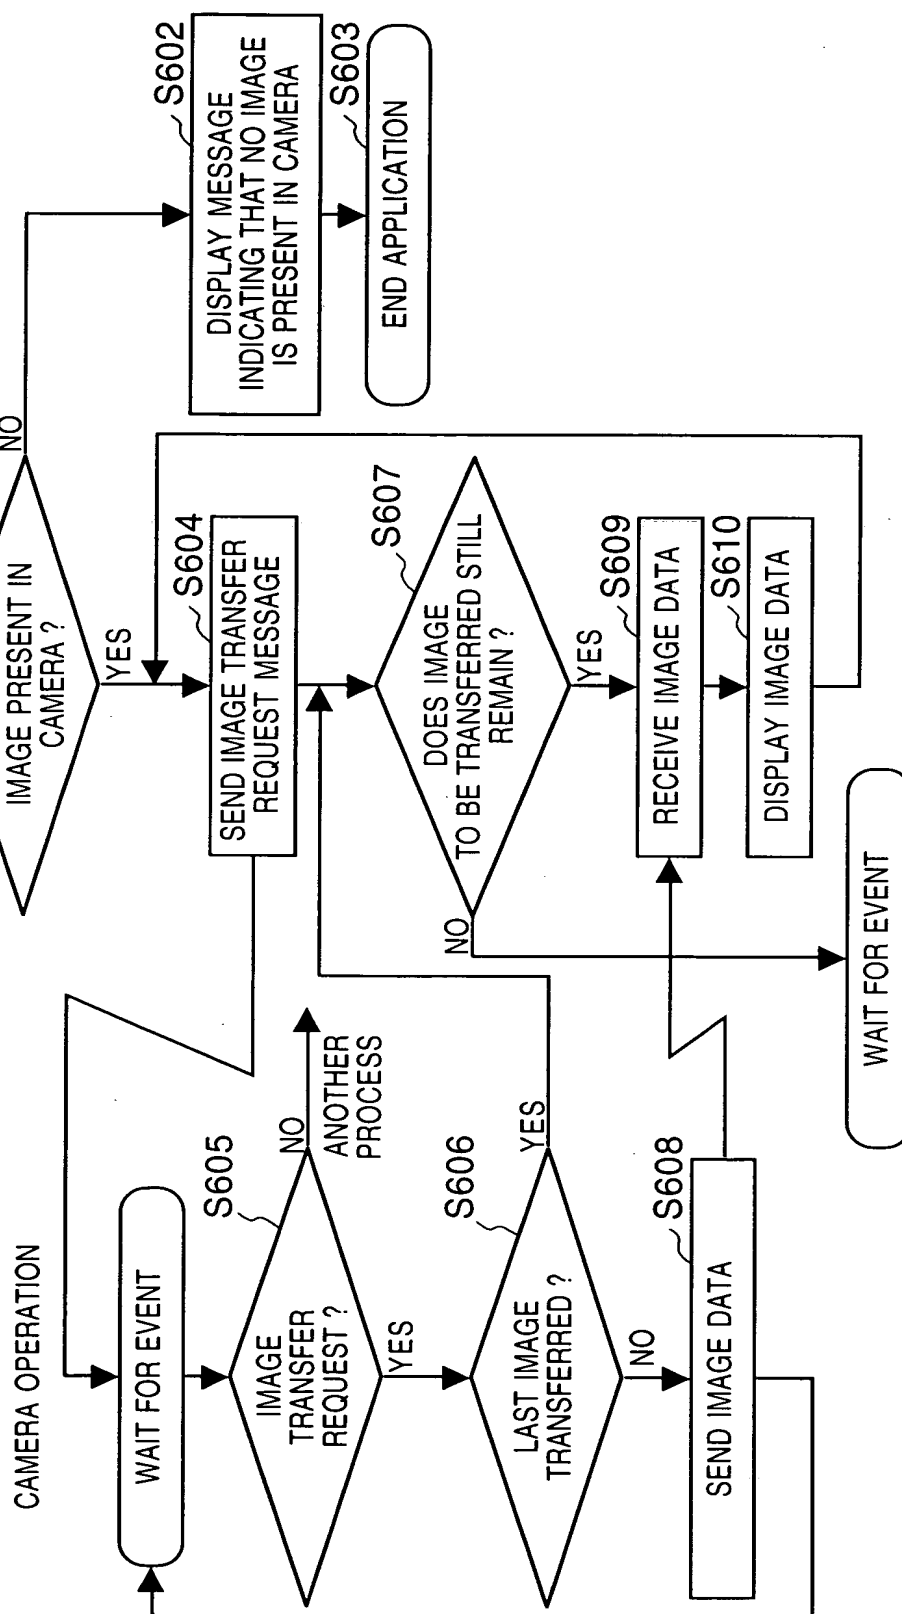 CAMERA OPERATION
WAIT FOR EVENT
S605
IMAGE
TRANSFER
REQUEST ?
NO
ANOTHER
PROCESS
YES
S606
LAST IMAGE
TRANSFERRED ?
YES
NO
S608
SEND IMAGE DATA
IMAGE PRESENT IN
CAMERA ?
NO
YES
S602
DISPLAY MESSAGE
INDICATING THAT NO IMAGE
IS PRESENT IN CAMERA
S603
END APPLICATION
S604
SEND IMAGE TRANSFER
REQUEST MESSAGE
S607
DOES IMAGE
TO BE TRANSFERRED STILL
REMAIN ?
NO
YES
S609
RECEIVE IMAGE DATA
S610
DISPLAY IMAGE DATA
WAIT FOR EVENT